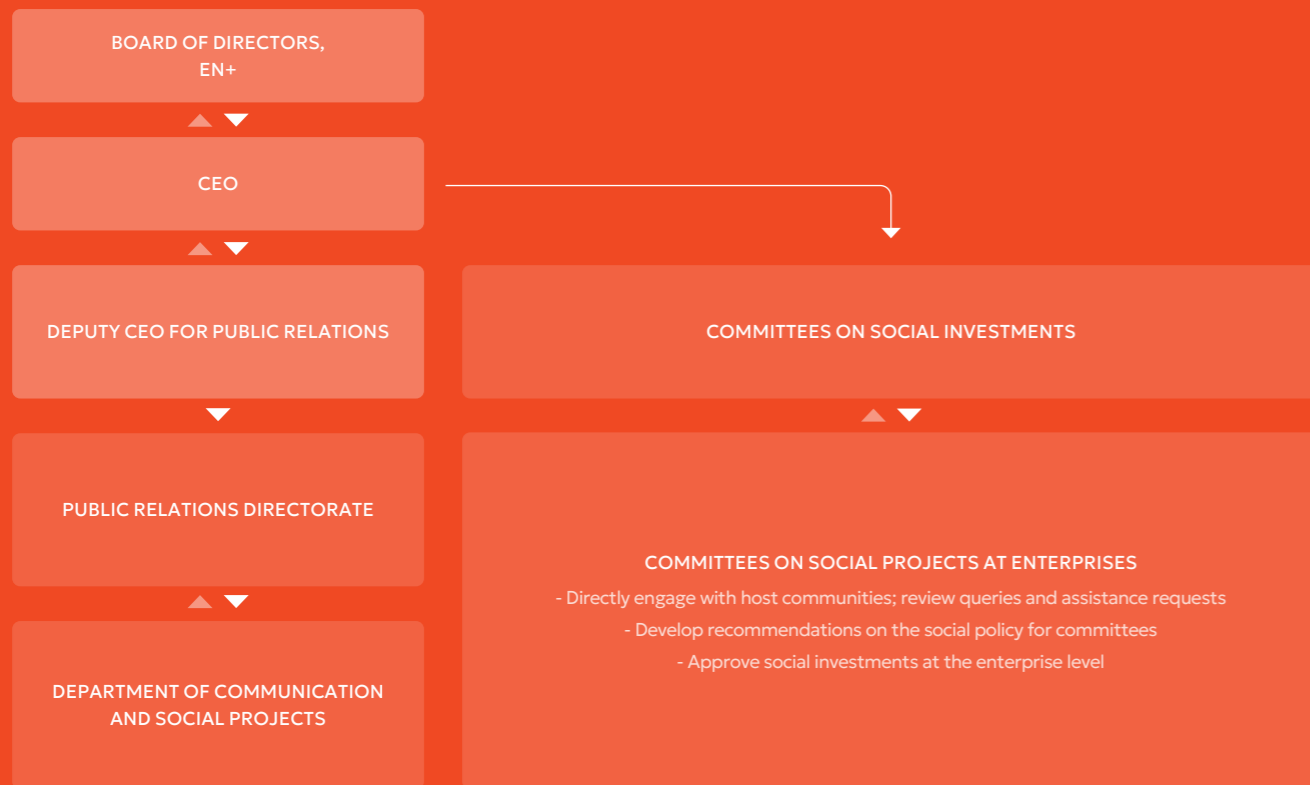 BOARD OF DIRECTORS,
EN+
CEO
DEPUTY CEO FOR PUBLIC RELATIONS
COMMITTEES ON SOCIAL INVESTMENTS
PUBLIC RELATIONS DIRECTORATE
COMMITTEES ON SOCIAL PROJECTS AT ENTERPRISES
- Directly engage with host communities; review queries and assistance requests
- Develop recommendations on the social policy for committees
- Approve social investments at the enterprise level
DEPARTMENT OF COMMUNICATION
AND SOCIAL PROJECTS